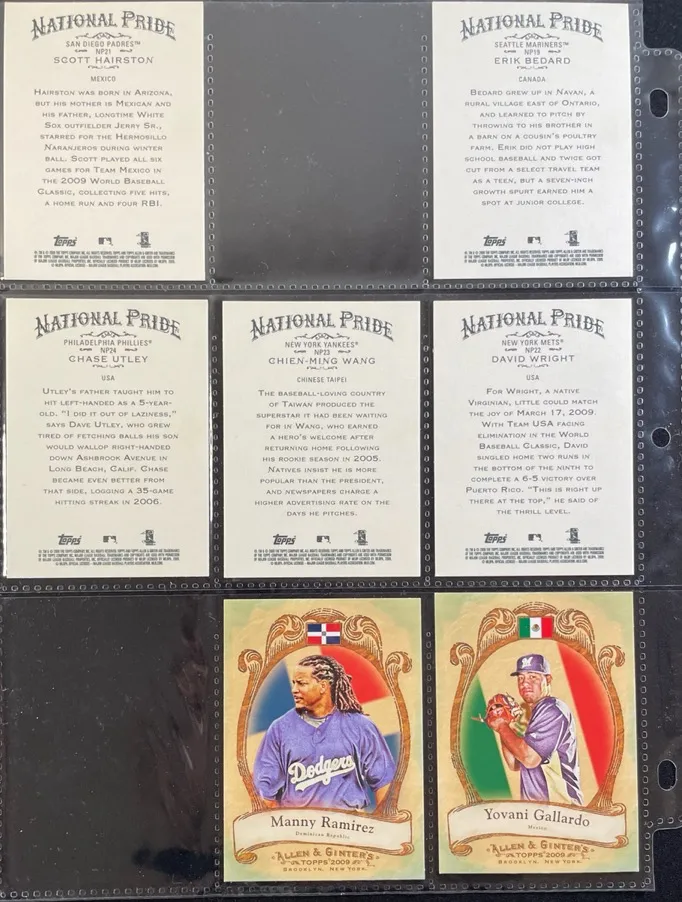 NATIONAL PRIDE
SAN DIEGO PADRES™
NP21
SCOTT HAIRSTON
MEXICO
HAIRSTON WAS BORN IN ARIZONA,
BUT HIS MOTHER IS MEXICAN AND
HIS FATHER, LONGTIME WHITE
SOX OUTFIELDER JERRY SR.,
STARRED FOR THE HERMOSILLO
NARANJEROS DURING WINTER
BALL. SCOTT PLAYED ALL SIX
GAMES FOR TEAM MEXICO IN
THE 2009 WORLD BASEBALL
CLASSIC, COLLECTING FIVE HITS,
A HOME RUN AND FOUR RBI.
Topps
NATIONAL PRIDE
SEATTLE MARINERS™
NP19
ERIK BEDARD
CANADA
BEDARD GREW UP IN NAVAN, A
RURAL VILLAGE EAST OF ONTARIO,
AND LEARNED TO PITCH BY
THROWING TO HIS BROTHER IN
A BARN ON A COUSIN'S POULTRY
FARM. ERIK DID NOT PLAY HIGH
SCHOOL BASEBALL AND TWICE GOT
CUT FROM A SELECT TRAVEL TEAM
AS A TEEN, BUT A SEVEN-INCH
GROWTH SPURT EARNED HIM A
SPOT AT JUNIOR COLLEGE.
Topps
NATIONAL PRIDE
PHILADELPHIA PHILLIES®
NP24
CHASE UTLEY
USA
UTLEY'S FATHER TAUGHT HIM TO
HIT LEFT-HANDED AS A 5-YEAR-
OLD. "I DID IT OUT OF LAZINESS,"
SAYS DAVE UTLEY, WHO GREW
TIRED OF FETCHING BALLS HIS SON
WOULD WALLOP RIGHT-HANDED
DOWN ASHBROOK AVENUE IN
LONG BEACH, CALIF. CHASE
BECAME EVEN BETTER FROM
THAT SIDE, LOGGING A 35-GAME
HITTING STREAK IN 2006.
Topps
NATIONAL PRIDE
NEW YORK YANKEES®
NP23
CHIEN-MING WANG
CHINESE TAIPEI
THE BASEBALL-LOVING COUNTRY
OF TAIWAN PRODUCED THE
SUPERSTAR IT HAD BEEN WAITING
FOR IN WANG, WHO EARNED
A HERO'S WELCOME AFTER
RETURNING HOME FOLLOWING
HIS ROOKIE SEASON IN 2005.
NATIVES INSIST HE IS MORE
POPULAR THAN THE PRESIDENT,
AND NEWSPAPERS CHARGE A
HIGHER ADVERTISING RATE ON THE
DAYS HE PITCHES.
Topps
NATIONAL PRIDE
NEW YORK METS®
NP22
DAVID WRIGHT
USA
FOR WRIGHT, A NATIVE
VIRGINIAN, LITTLE COULD MATCH
THE JOY OF MARCH 17, 2009.
WITH TEAM USA FACING
ELIMINATION IN THE WORLD
BASEBALL CLASSIC, DAVID
SINGLED HOME TWO RUNS IN
THE BOTTOM OF THE NINTH TO
COMPLETE A 6-5 VICTORY OVER
PUERTO RICO. "THIS IS RIGHT UP
THERE AT THE TOP," HE SAID OF
THE THRILL LEVEL.
Topps
Dodgers
Manny Ramirez
Dominican Republic
ALLEN & GINTER'S
TOPPS 2009
BROOKLYN, NEW YORK.
M
Yovani Gallardo
Mexico
ALLEN & GINTER'S
TOPPS 2009
BROOKLYN, NEW YORK.